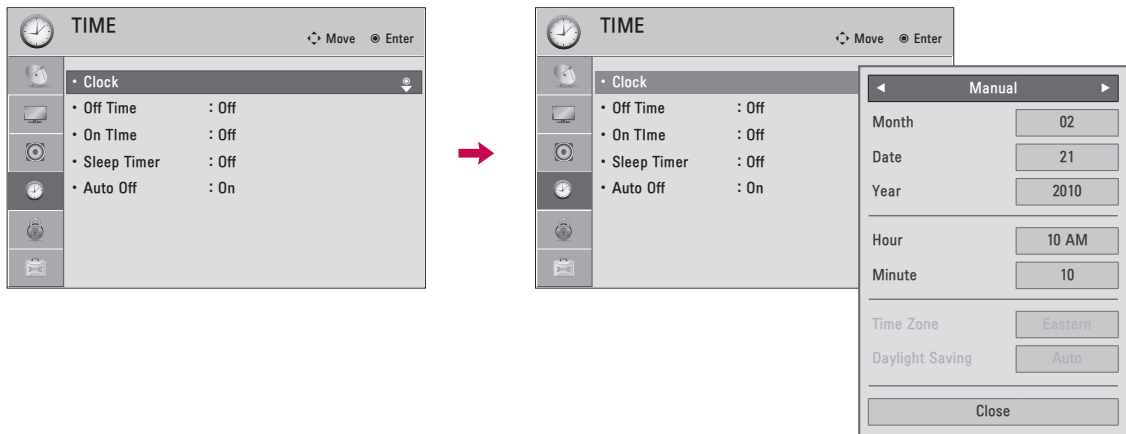 TIME
Move Enter
• Clock
• Off Time : Off
• On TIme : Off
• Sleep Timer : Off
• Auto Off : On
TIME
Move Enter
• Clock
• Off Time : Off
• On TIme : Off
• Sleep Timer : Off
• Auto Off : On
◀ Manual ▶
Month 02
Date 21
Year 2010
Hour 10 AM
Minute 10
Time Zone Eastern
Daylight Saving Auto
Close